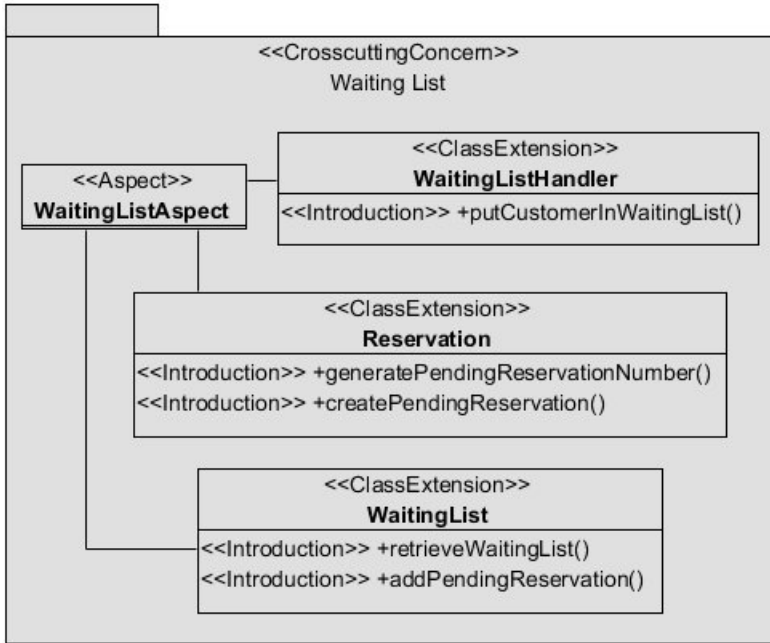 <<CrosscuttingConcern>>
Waiting List
<<Aspect>>
WaitingListAspect
<<ClassExtension>>
WaitingListHandler
<<Introduction>> +putCustomerInWaitingList()
<<ClassExtension>>
Reservation
<<Introduction>> +generatePendingReservationNumber()
<<Introduction>> +createPendingReservation()
<<ClassExtension>>
WaitingList
<<Introduction>> +retrieveWaitingList()
<<Introduction>> +addPendingReservation()